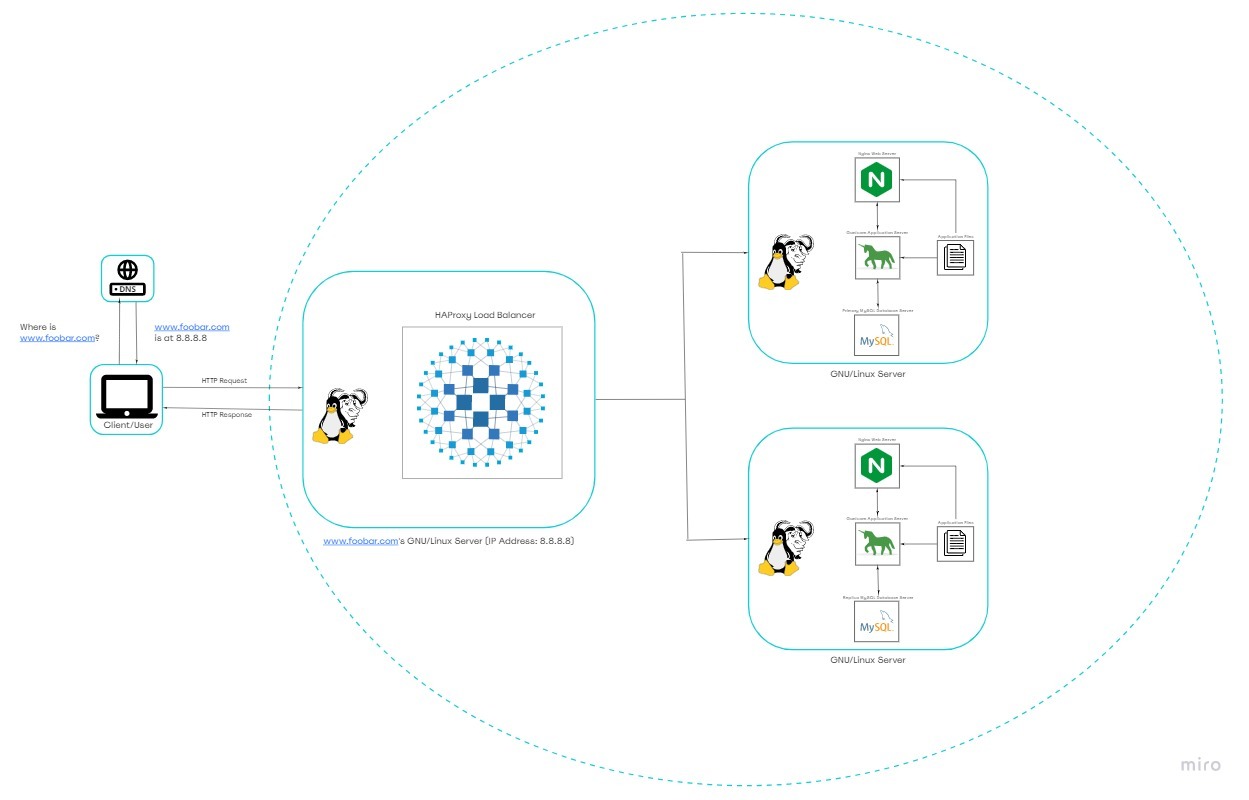 Nginx Web Server
Gunicorn Application Server
Application Files
DNS
HAProxy Load Balancer
Primary MySQL Database Server
MySQL
Where is
www.foobar.com?
www.foobar.com
is at 8.8.8.8
GNU/Linux Server
HTTP Request
HTTP Response
Client/User
Nginx Web Server
Gunicorn Application Server
Application Files
www.foobar.com's GNU/Linux Server (IP Address: 8.8.8.8)
Replica MySQL Database Server
MySQL
GNU/Linux Server
miro